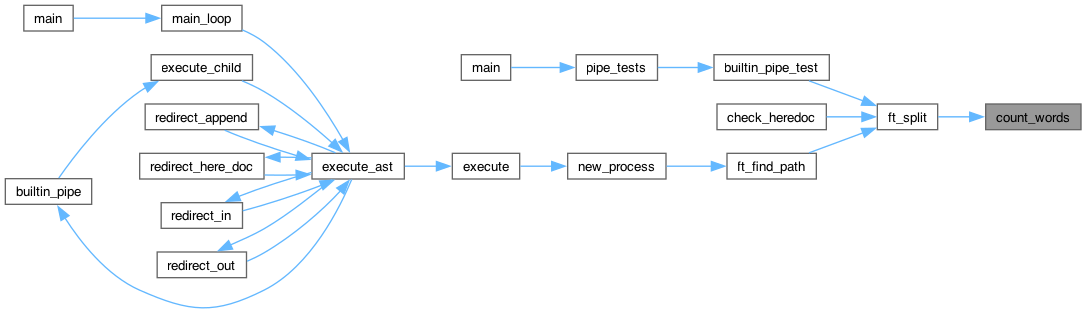 main
main_loop
execute_child
main
pipe_tests
builtin_pipe_test
redirect_append
check_heredoc
ft_split
count_words
redirect_here_doc
execute_ast
execute
new_process
ft_find_path
builtin_pipe
redirect_in
redirect_out